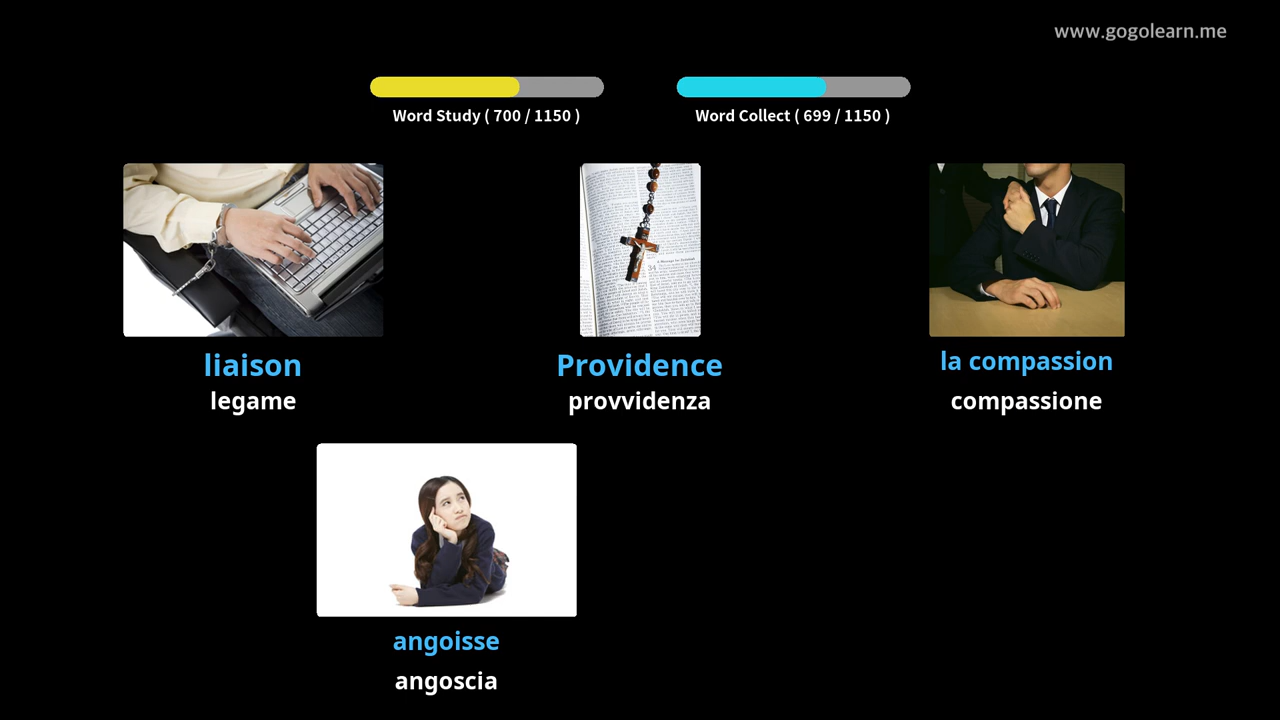 www.gogolearn.me
Word Study ( 700 / 1150 )
Word Collect ( 699 / 1150 )
liaison
legame
Providence
provvidenza
la compassion
compassione
angoisse
angoscia